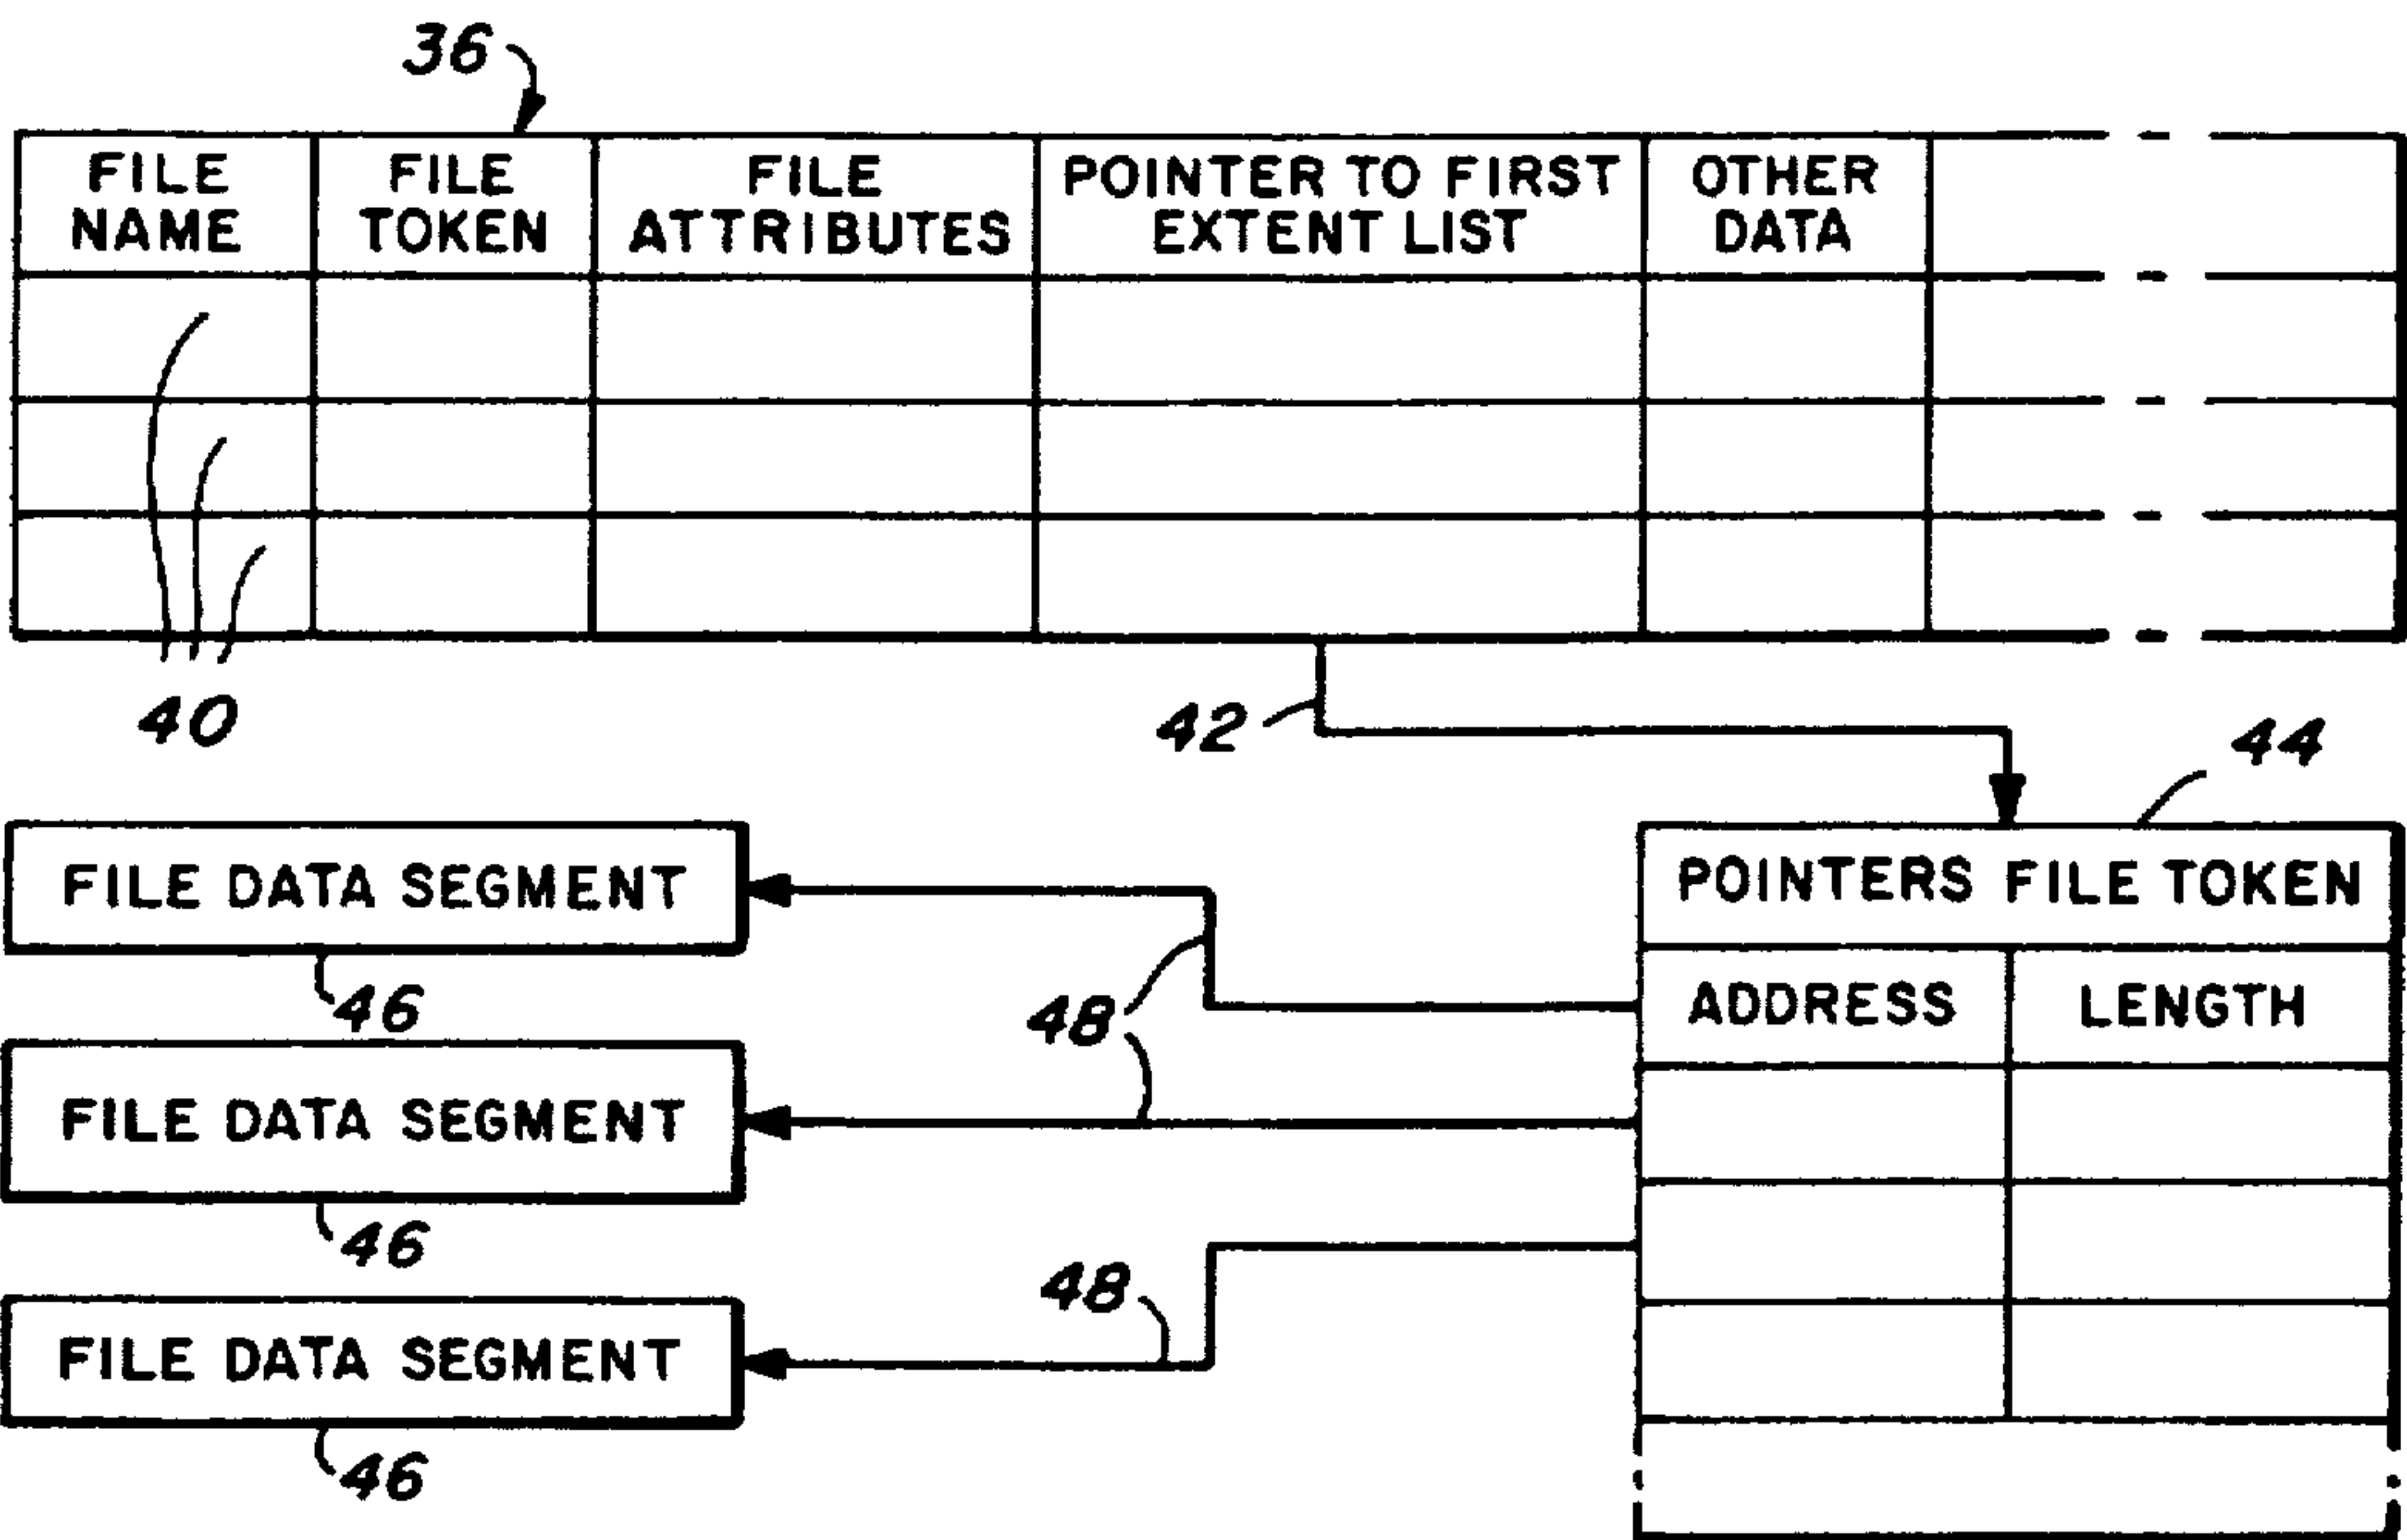 36
FILE NAME
FILE TOKEN
FILE ATTRIBUTES
POINTER TO FIRST EXTENT LIST
OTHER DATA
40
42
44
POINTERS FILE TOKEN
ADDRESS
LENGTH
FILE DATA SEGMENT
46
48
FILE DATA SEGMENT
46
48
FILE DATA SEGMENT
46